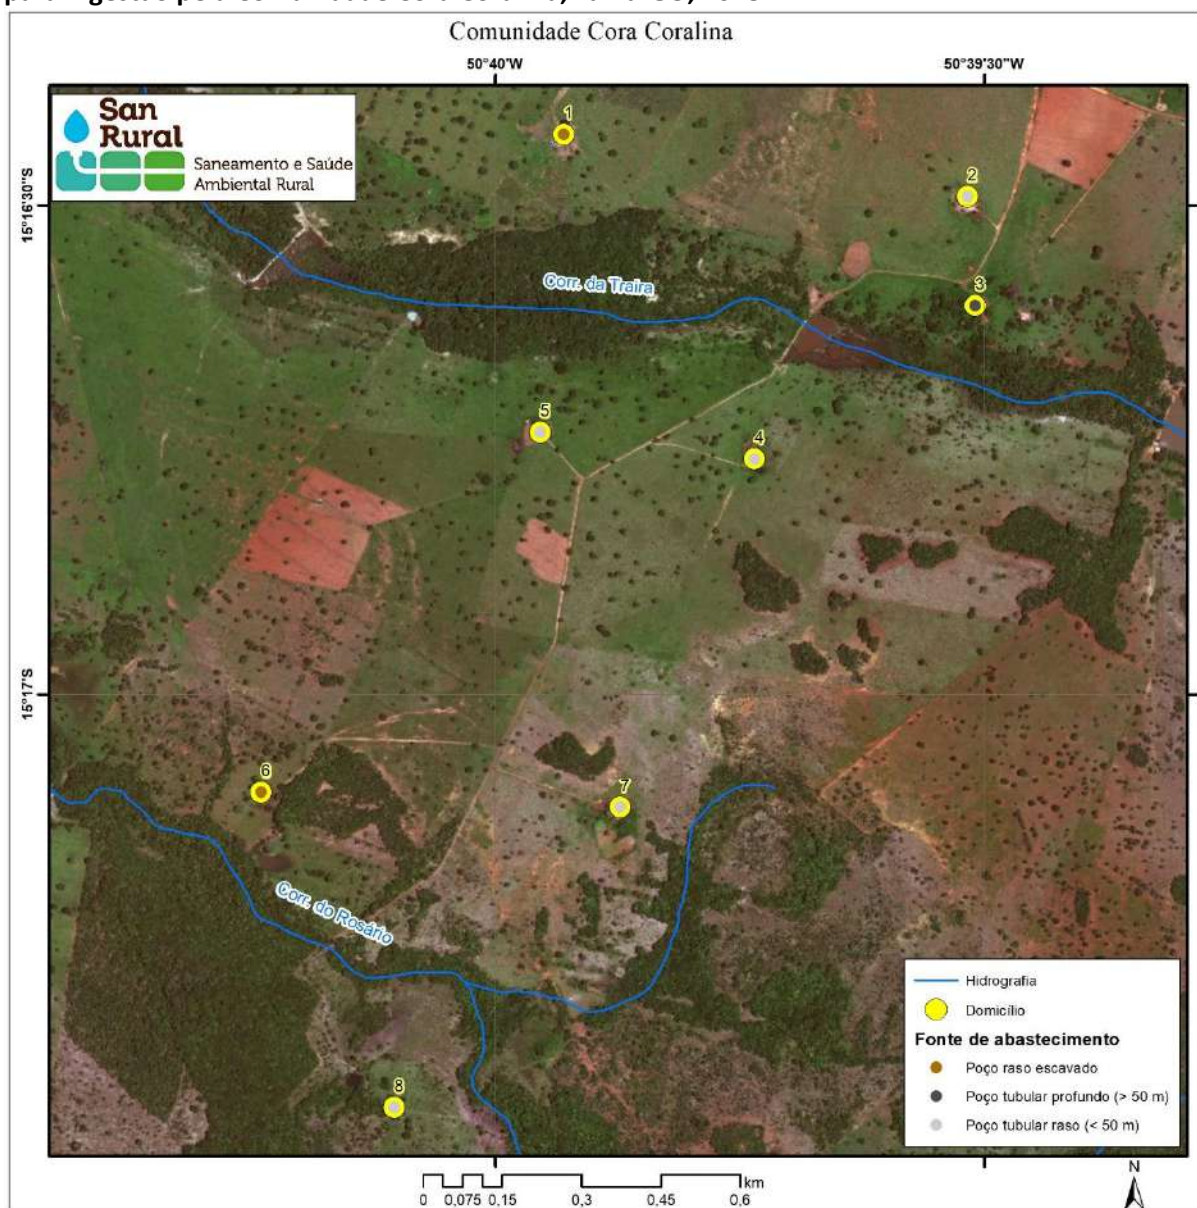 Comunidade Cora Coralina
50°40'W
50°39'30"W
San
Rural
Saneamento e Saúde
Ambiental Rural
15°16'30"S
15°17'S
1
2
Corr. da Traira
3
5
4
6
7
Corr. do Rosário
8
Hidrografia
Domicílio
Fonte de abastecimento
Poço raso escavado
Poço tubular profundo (> 50 m)
Poço tubular raso (< 50 m)
0 0,075 0,15 0,3 0,45 0,6 km
N